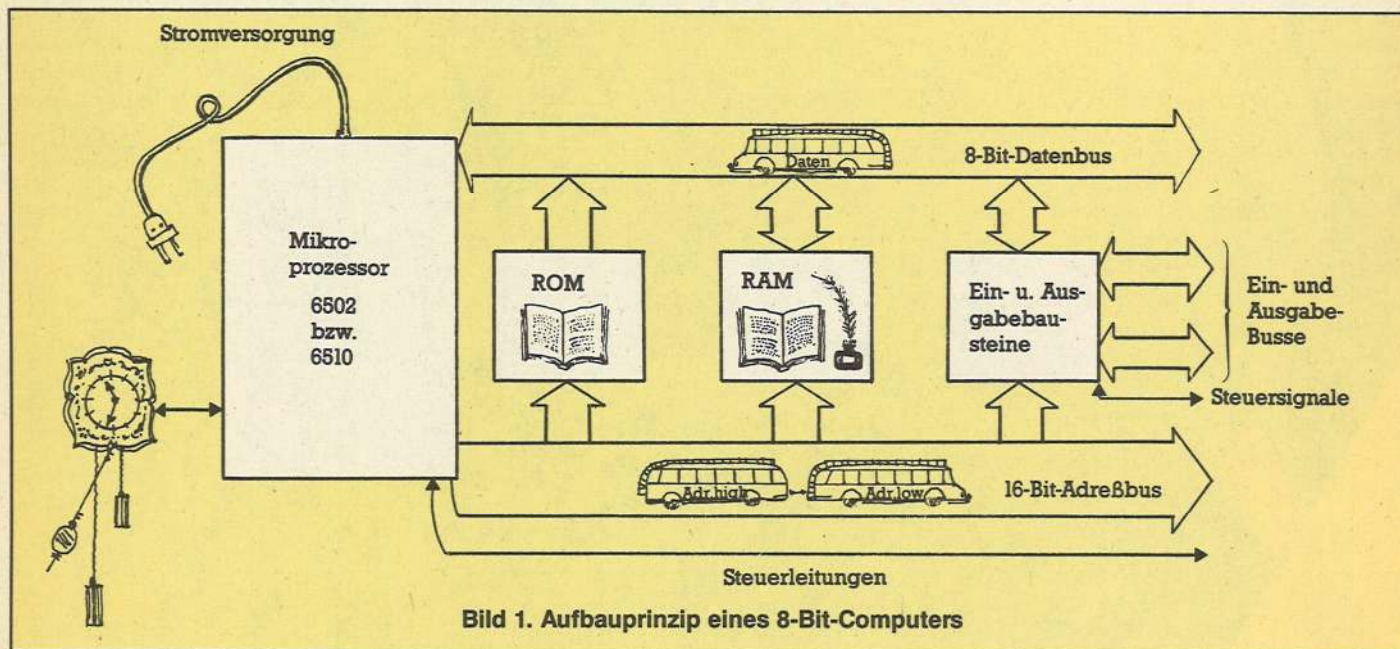 Stromversorgung
Daten
8-Bit-Datenbus
Mikro-
prozessor
6502
bzw.
6510
ROM
RAM
Ein- u. Aus-
gabebau-
steine
Ein- und
Ausgabe-
Busse
Steuersignale
Adr.high
Adr.low
16-Bit-Adreßbus
Steuerleitungen
Bild 1. Aufbauprinzip eines 8-Bit-Computers